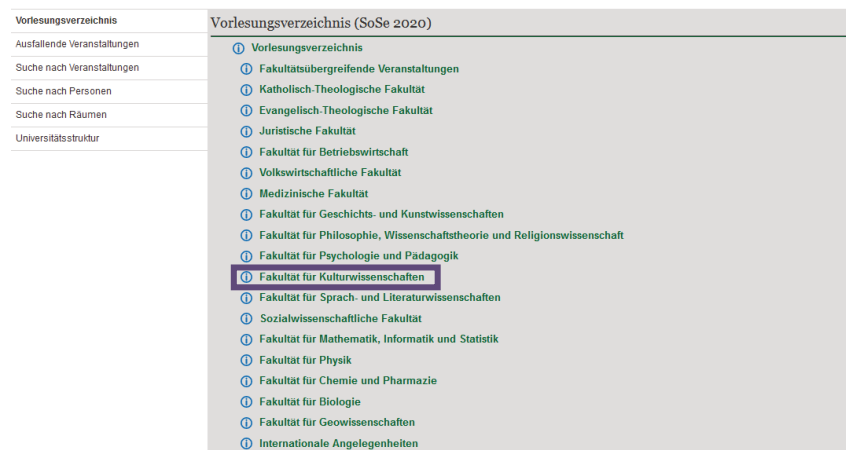 Vorlesungsverzeichnis
Ausfallende Veranstaltungen
Suche nach Veranstaltungen
Suche nach Personen
Suche nach Räumen
Universitätsstruktur
Vorlesungsverzeichnis (SoSe 2020)
Vorlesungsverzeichnis
Fakultätsübergreifende Veranstaltungen
Katholisch-Theologische Fakultät
Evangelisch-Theologische Fakultät
Juristische Fakultät
Fakultät für Betriebswirtschaft
Volkswirtschaftliche Fakultät
Medizinische Fakultät
Fakultät für Geschichts- und Kunstwissenschaften
Fakultät für Philosophie, Wissenschaftstheorie und Religionswissenschaft
Fakultät für Psychologie und Pädagogik
Fakultät für Kulturwissenschaften
Fakultät für Sprach- und Literaturwissenschaften
Sozialwissenschaftliche Fakultät
Fakultät für Mathematik, Informatik und Statistik
Fakultät für Physik
Fakultät für Chemie und Pharmazie
Fakultät für Biologie
Fakultät für Geowissenschaften
Internationale Angelegenheiten